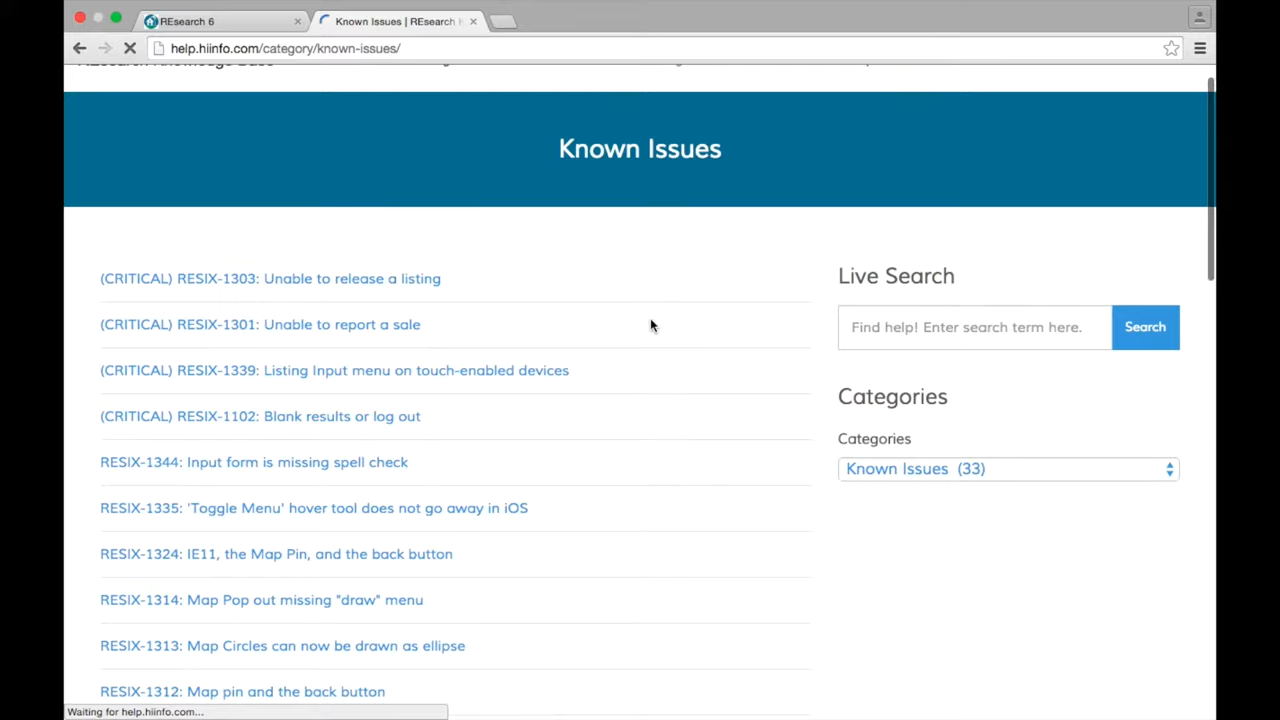 REsearch 6
Known Issues | REsearch
help.hiinfo.com/category/known-issues/
Known Issues
(CRITICAL) RESIX-1303: Unable to release a listing
(CRITICAL) RESIX-1301: Unable to report a sale
(CRITICAL) RESIX-1339: Listing Input menu on touch-enabled devices
(CRITICAL) RESIX-1102: Blank results or log out
RESIX-1344: Input form is missing spell check
RESIX-1335: 'Toggle Menu' hover tool does not go away in iOS
RESIX-1324: IE11, the Map Pin, and the back button
RESIX-1314: Map Pop out missing "draw" menu
RESIX-1313: Map Circles can now be drawn as ellipse
RESIX-1312: Map pin and the back button
Live Search
Find help! Enter search term here.
Search
Categories
Categories
Known Issues (33)
Waiting for help.hiinfo.com...